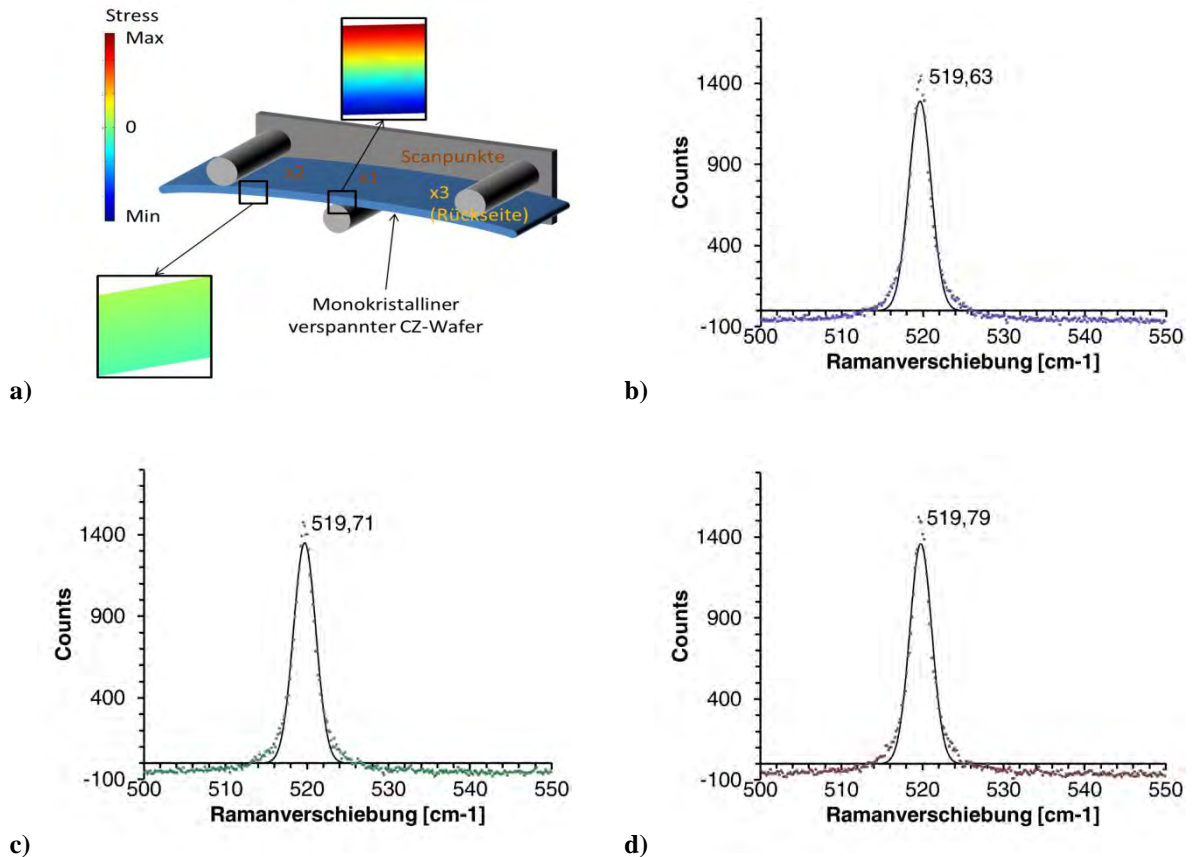 Stress
Max
0
Min
Scanpunkte
x2
x1
x3
(Rückseite)
Monokristalliner
verspannter CZ-Wafer
a)
1400
900
400
-100
Counts
519,63
500 510 520 530 540 550
Ramanverschiebung [cm-1]
b)
1400
900
400
-100
Counts
519,71
500 510 520 530 540 550
Ramanverschiebung [cm-1]
c)
1400
900
400
-100
Counts
519,79
500 510 520 530 540 550
Ramanverschiebung [cm-1]
d)